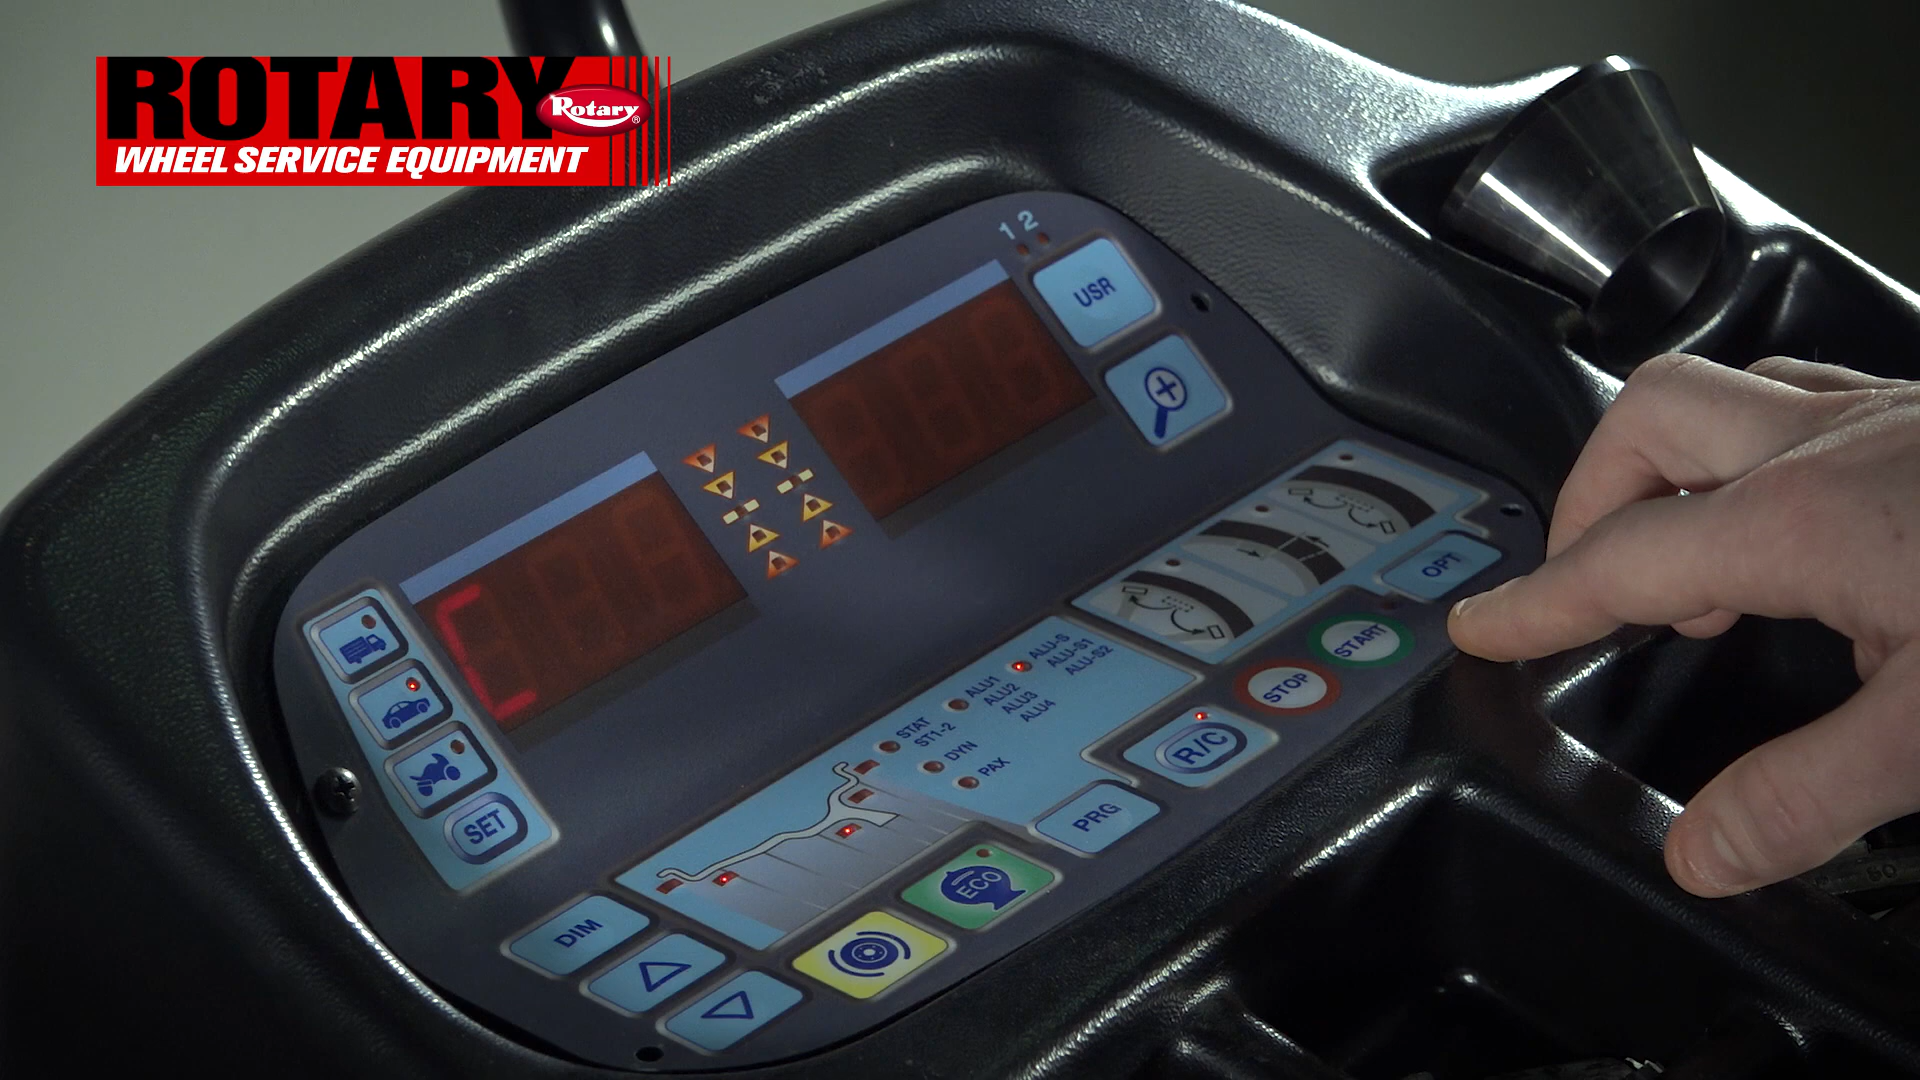 ROTARY
Rotary®
WHEEL SERVICE EQUIPMENT
1 2
USR
C
OPT
START
STOP
ALU-S
ALU-S1
ALU-S2
ALU1
ALU2
ALU3
ALU4
STAT
ST1-2
DYN
PAX
R/C
PRG
SET
ECO
DIM